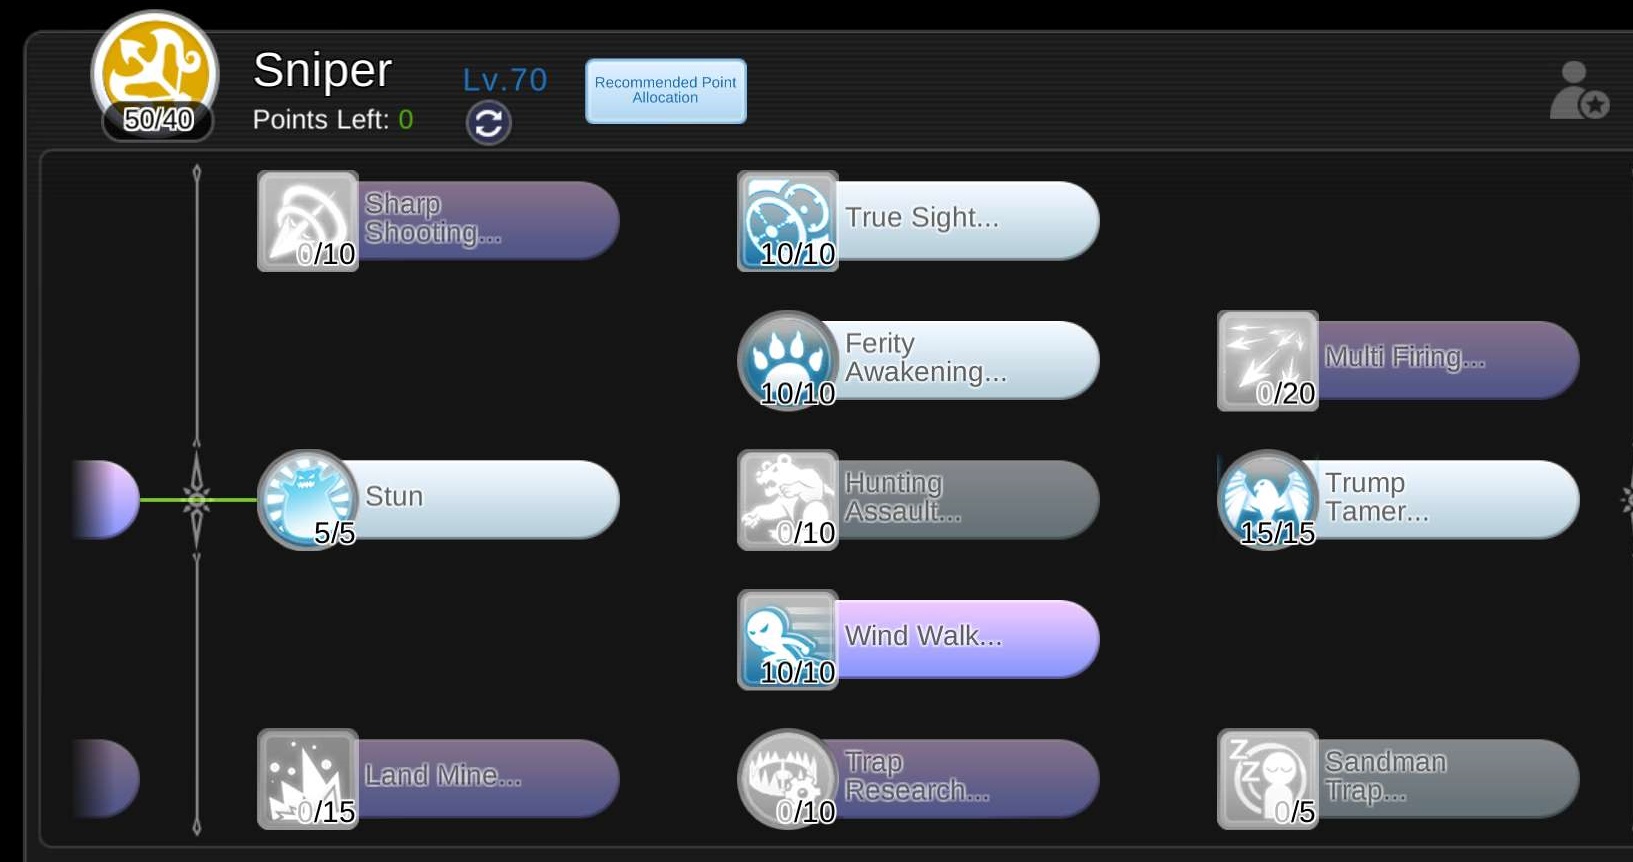 Sniper
Lv.70
Recommended Point
Allocation
50/40
Points Left: 0
Sharp
Shooting...
0/10
True Sight...
10/10
Ferity
Awakening...
10/10
Multi Firing...
0/20
Stun
5/5
Hunting
Assault...
0/10
Trump
Tamer...
15/15
Wind Walk...
10/10
Land Mine...
0/15
Trap
Research...
0/10
Z
Z
Sandman
Trap...
0/5